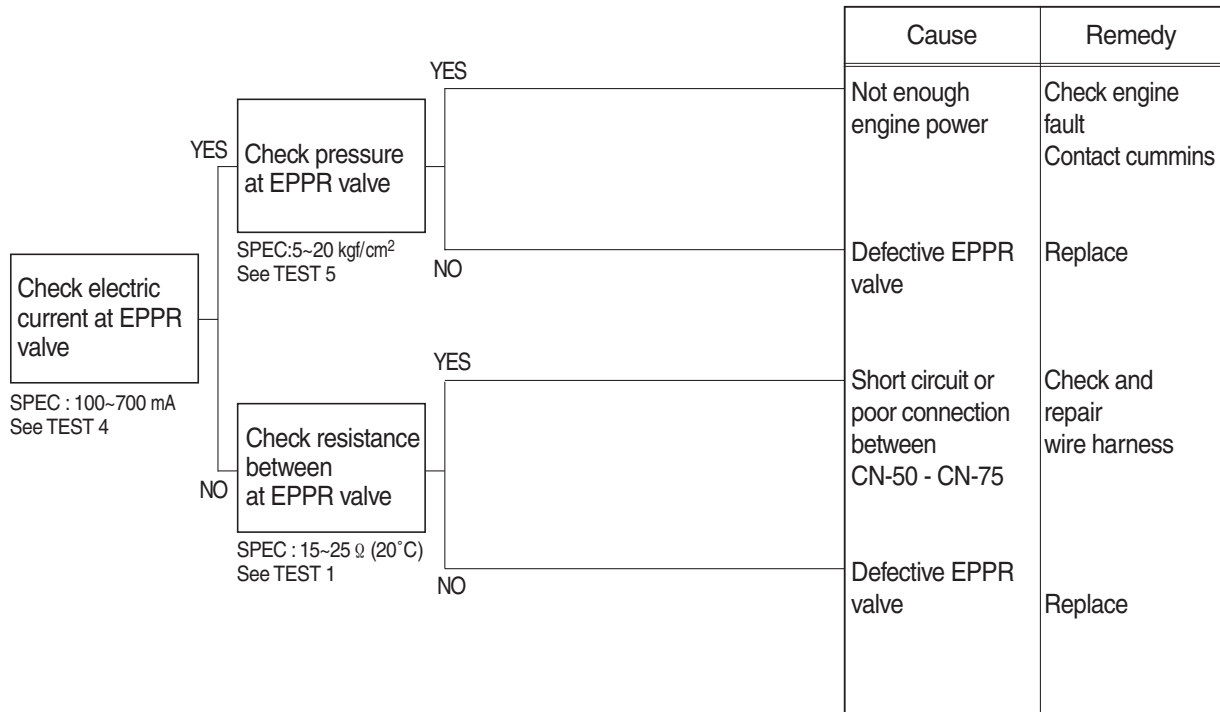 Cause
Remedy
YES
Not enough
engine power
Check engine
fault
Contact cummins
YES
Check pressure
at EPPR valve
SPEC:5~20 kgf/cm²
See TEST 5
NO
Defective EPPR
valve
Replace
Check electric
current at EPPR
valve
SPEC : 100~700 mA
See TEST 4
YES
Short circuit or
poor connection
between
CN-50 - CN-75
Check and
repair
wire harness
NO
Check resistance
between
at EPPR valve
SPEC : 15~25 Ω (20˚C)
See TEST 1
NO
Defective EPPR
valve
Replace